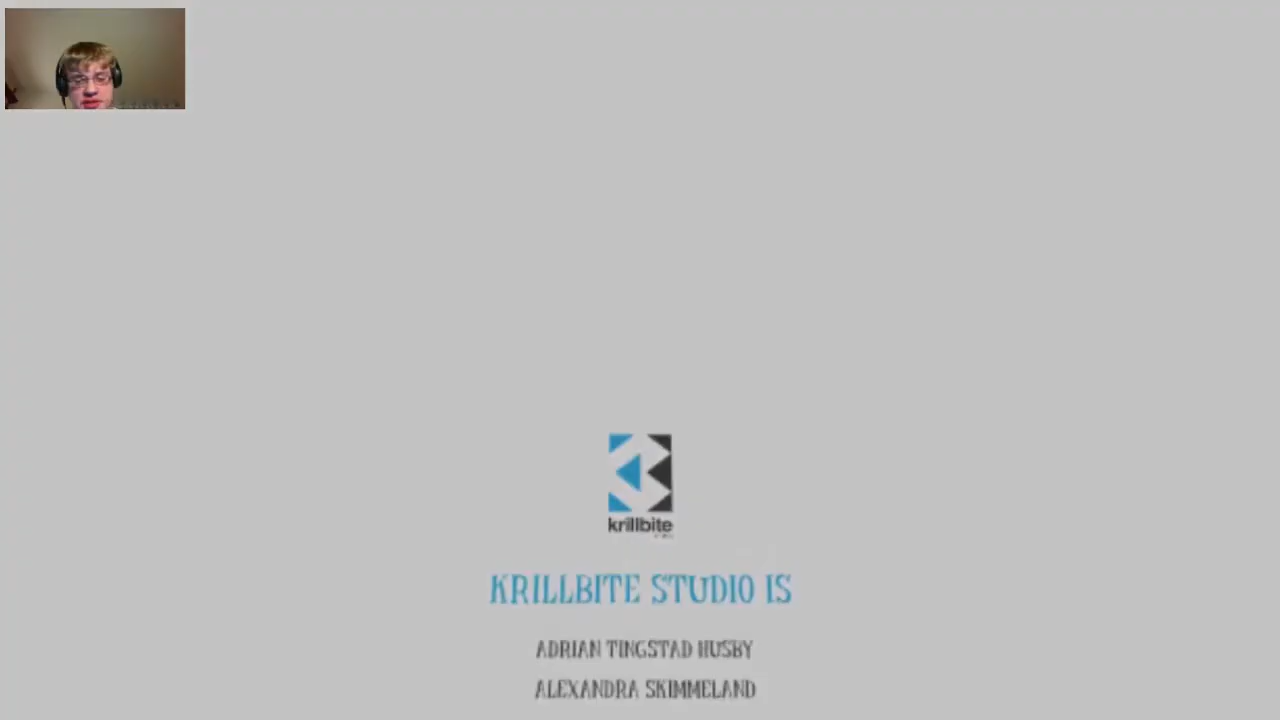 krillbite
KRILLBITE STUDIO IS
ADRIAN TINGSTAD HUSBY
ALEXANDRA SKIMMELAND